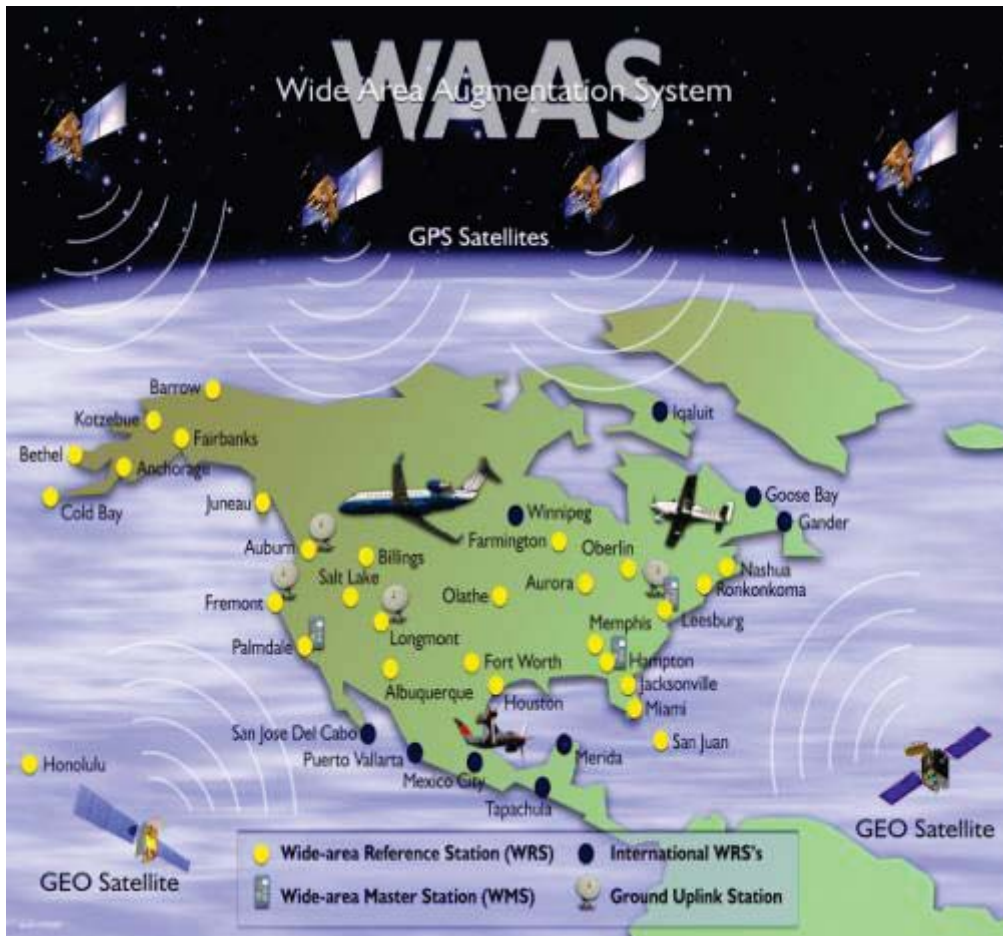 WAAS
Wide Area Augmentation System
GPS Satellites
Barrow
Kotzebue
Iqaluit
Fairbanks
Bethel
Anchorage
Goose Bay
Cold Bay
Juneau
Winnipeg
Gander
Farmington
Oberlin
Auburn
Billings
Nashua
Salt Lake
Aurora
Ronkonkoma
Olathe
Fremont
Leesburg
Longmont
Memphis
Palmdale
Fort Worth
Hampton
Albuquerque
Jacksonville
Houston
Miami
San Jose Del Cabo
San Juan
Puerto Vallarta
Merida
Honolulu
Mexico City
Tapachula
GEO Satellite
GEO Satellite
Wide-area Reference Station (WRS)
International WRS's
Wide-area Master Station (WMS)
Ground Uplink Station